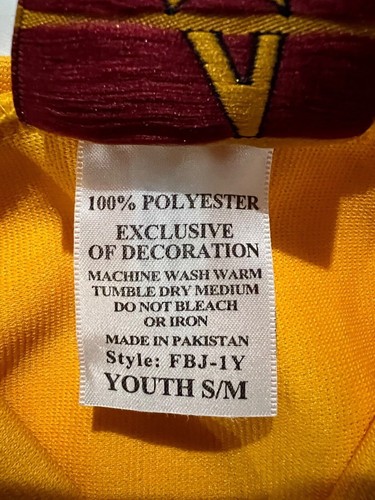 100% POLYESTER
EXCLUSIVE
OF DECORATION
MACHINE WASH WARM
TUMBLE DRY MEDIUM
DO NOT BLEACH
OR IRON
MADE IN PAKISTAN
Style: FBJ-1Y
YOUTH S/M